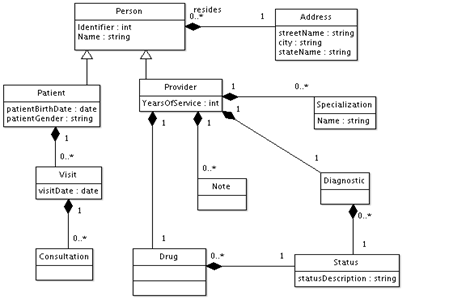 Person
Identifier : int
Name : string
resides
0..*
1
Address
streetName : string
city : string
stateName : string
Patient
patientBirthDate : date
patientGender : string
Provider
YearsOfService : int
1
0..*
Specialization
Name : string
1
1
1
1
0..*
Visit
visitDate : date
0..*
Note
1
Diagnostic
1
0..*
Consultation
0..*
1
1
Drug
0..*
1
Status
statusDescription : string